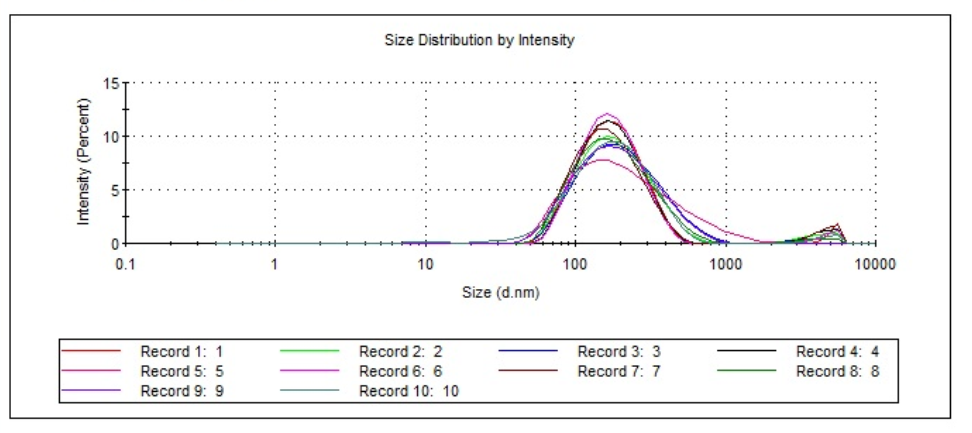 Size Distribution by Intensity
15
10
5
0
Intensity (Percent)
0.1 1 10 100 1000 10000
Size (d.nm)
Record 1: 1 Record 2: 2 Record 3: 3 Record 4: 4
Record 5: 5 Record 6: 6 Record 7: 7 Record 8: 8
Record 9: 9 Record 10: 10